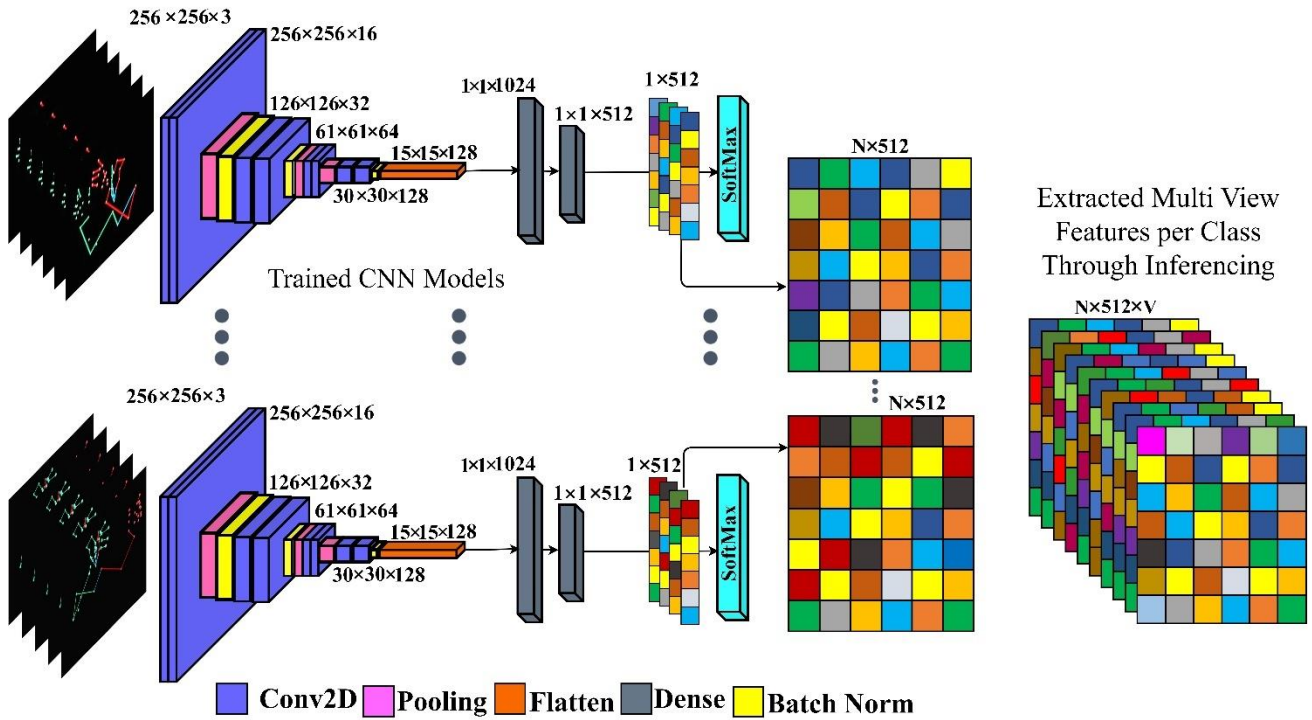 256×256×3
256×256×16
126×126×32
61×61×64
15×15×128
30×30×128
1×1×1024
1×1×512
1×512
SoftMax
N×512
Trained CNN Models
Extracted Multi View
Features per Class
Through Inferencing
N×512×V
256×256×3
256×256×16
126×126×32
61×61×64
15×15×128
30×30×128
1×1×1024
1×1×512
1×512
SoftMax
N×512
Conv2D
Pooling
Flatten
Dense
Batch Norm